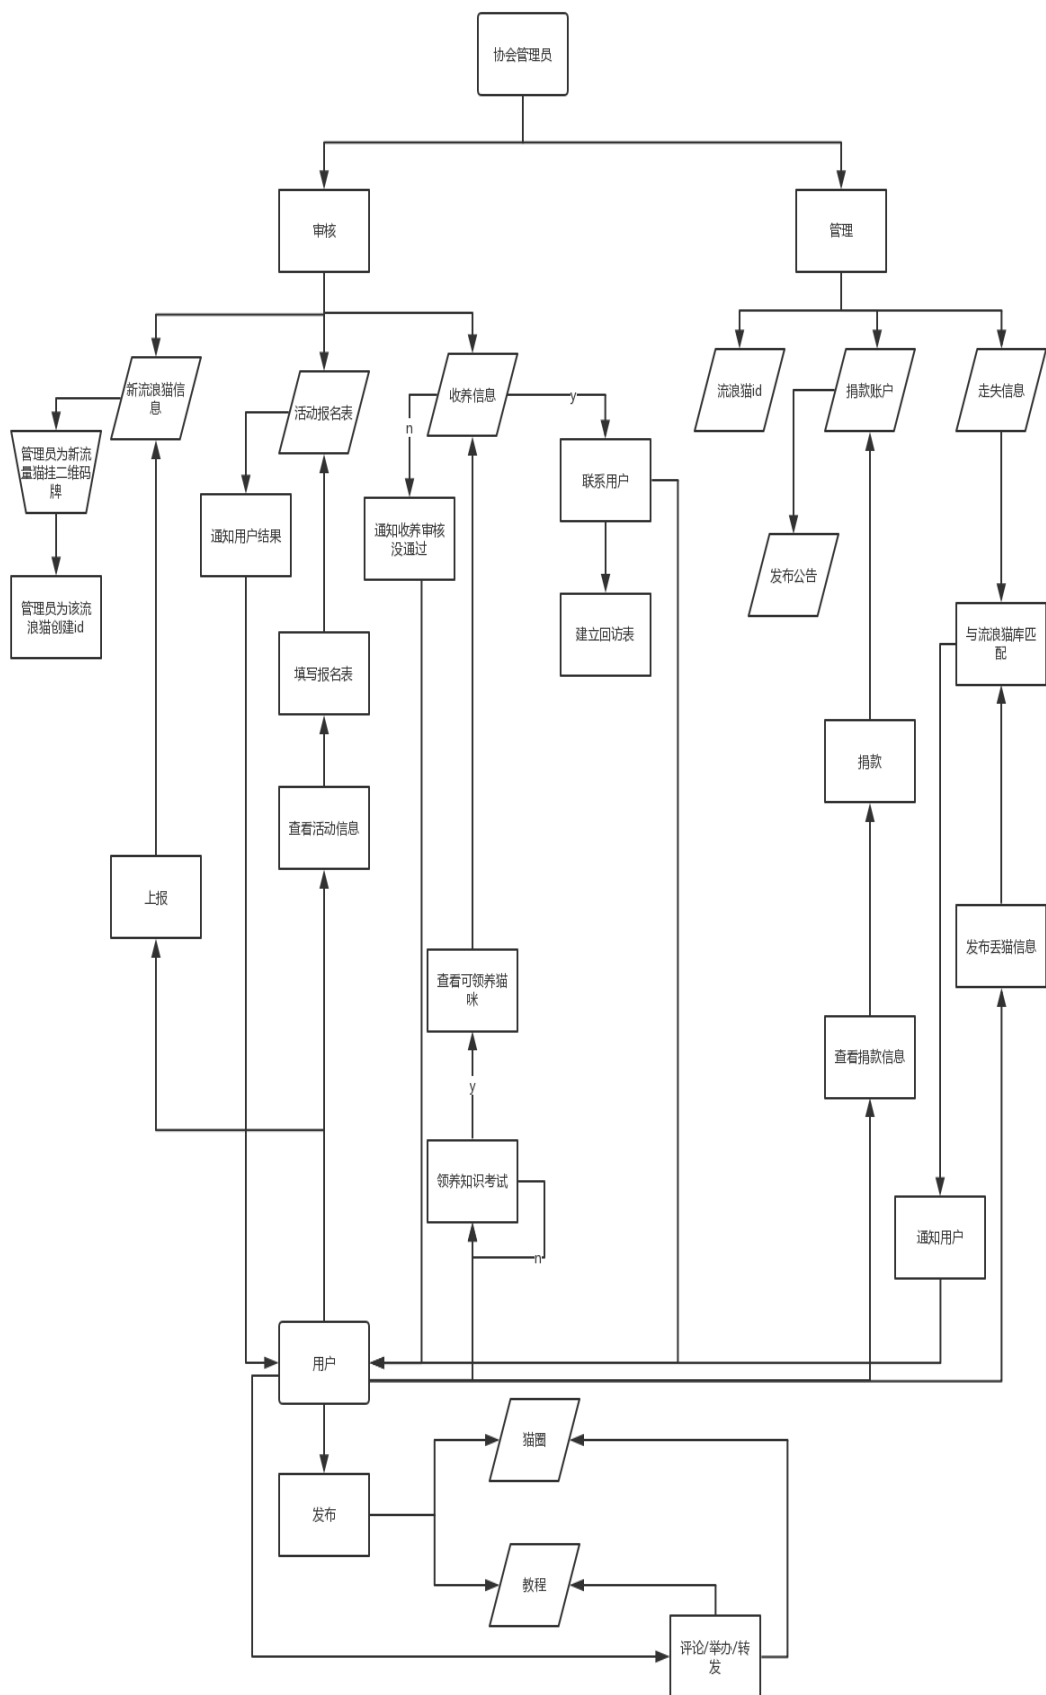 协会管理员
审核
管理
新流浪猫信
息
活动报名表
收养信息
y
n
流浪猫id
捐款账户
走失信息
管理员为新流
量猫挂二维码
牌
通知用户结果
通知收养审核
没通过
联系用户
发布公告
管理员为该流
浪猫创建id
建立回访表
与流浪猫库匹
配
填写报名表
捐款
查看活动信息
上报
发布丢猫信息
查看可领养猫
咪
查看捐款信息
y
领养知识考试
n
通知用户
用户
猫圈
发布
教程
评论/举办/转
发